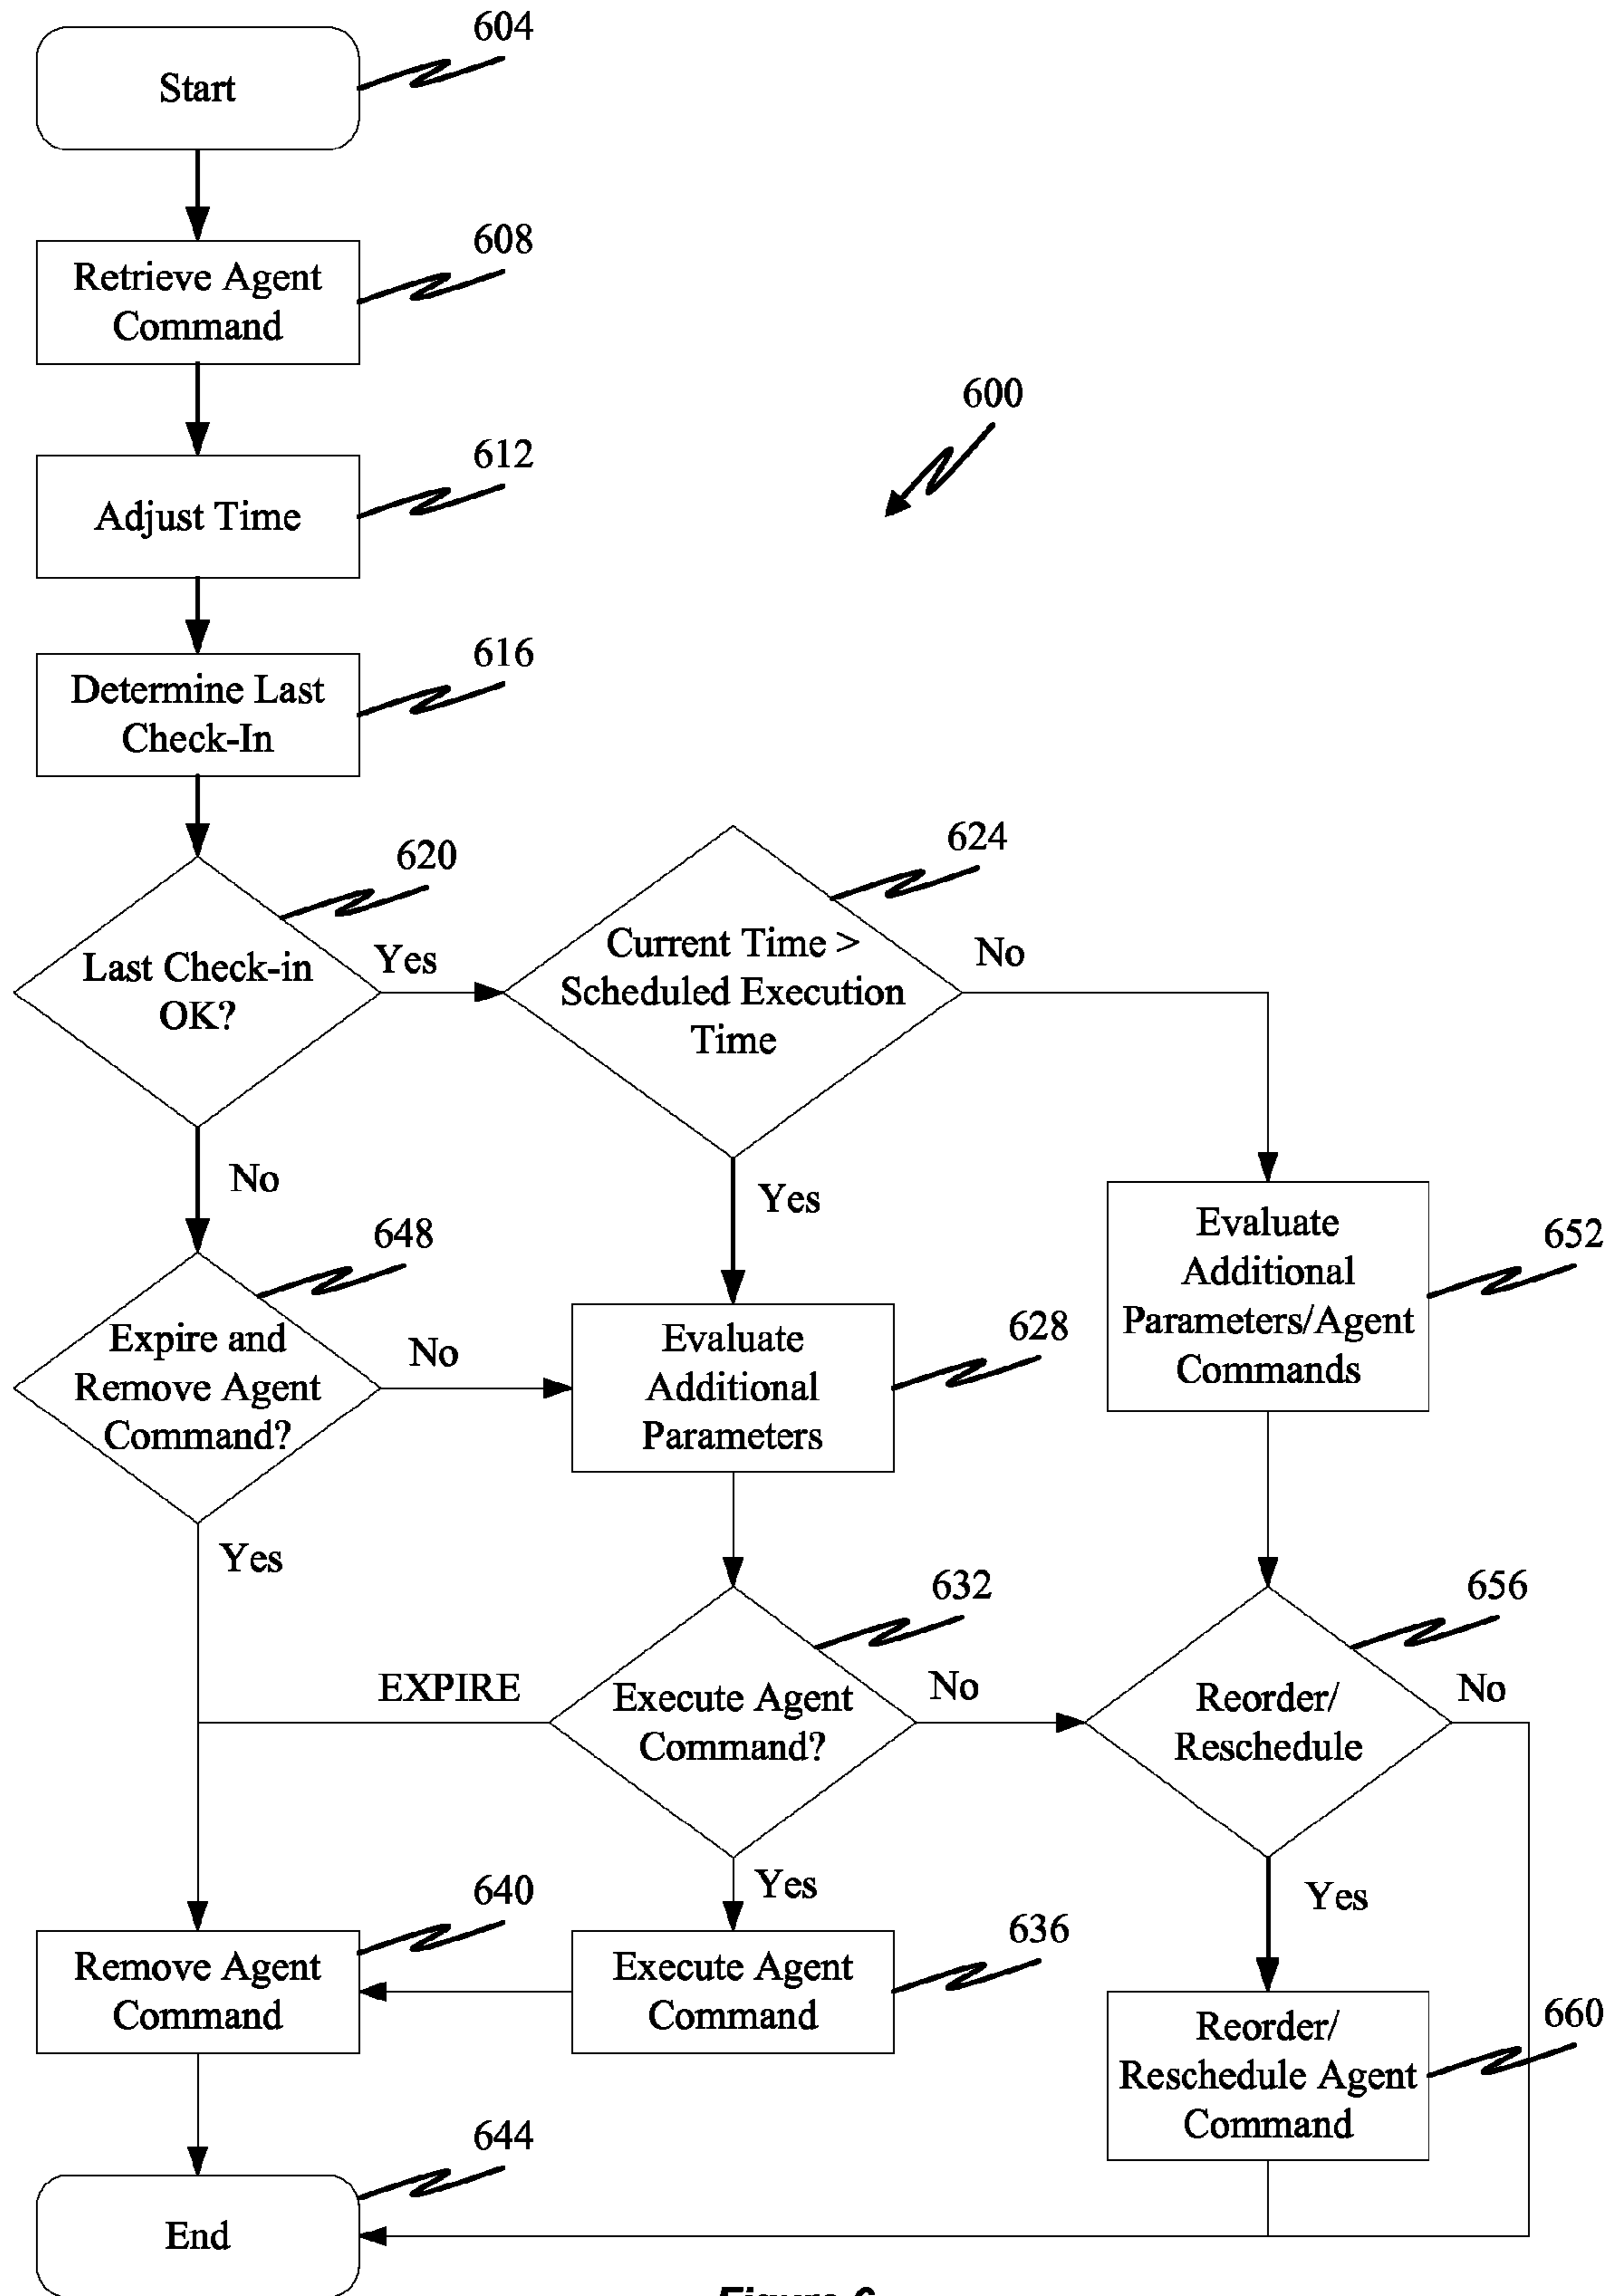 604
Start
608
Retrieve Agent
Command
600
612
Adjust Time
616
Determine Last
Check-In
620
Last Check-in
OK?
Yes
624
Current Time >
Scheduled Execution
Time
No
No
Yes
648
Expire and
Remove Agent
Command?
No
628
Evaluate
Additional
Parameters
652
Evaluate
Additional
Parameters/Agent
Commands
Yes
632
Execute Agent
Command?
EXPIRE
No
656
Reorder/
Reschedule
No
Yes
Yes
640
Remove Agent
Command
636
Execute Agent
Command
660
Reorder/
Reschedule Agent
Command
644
End